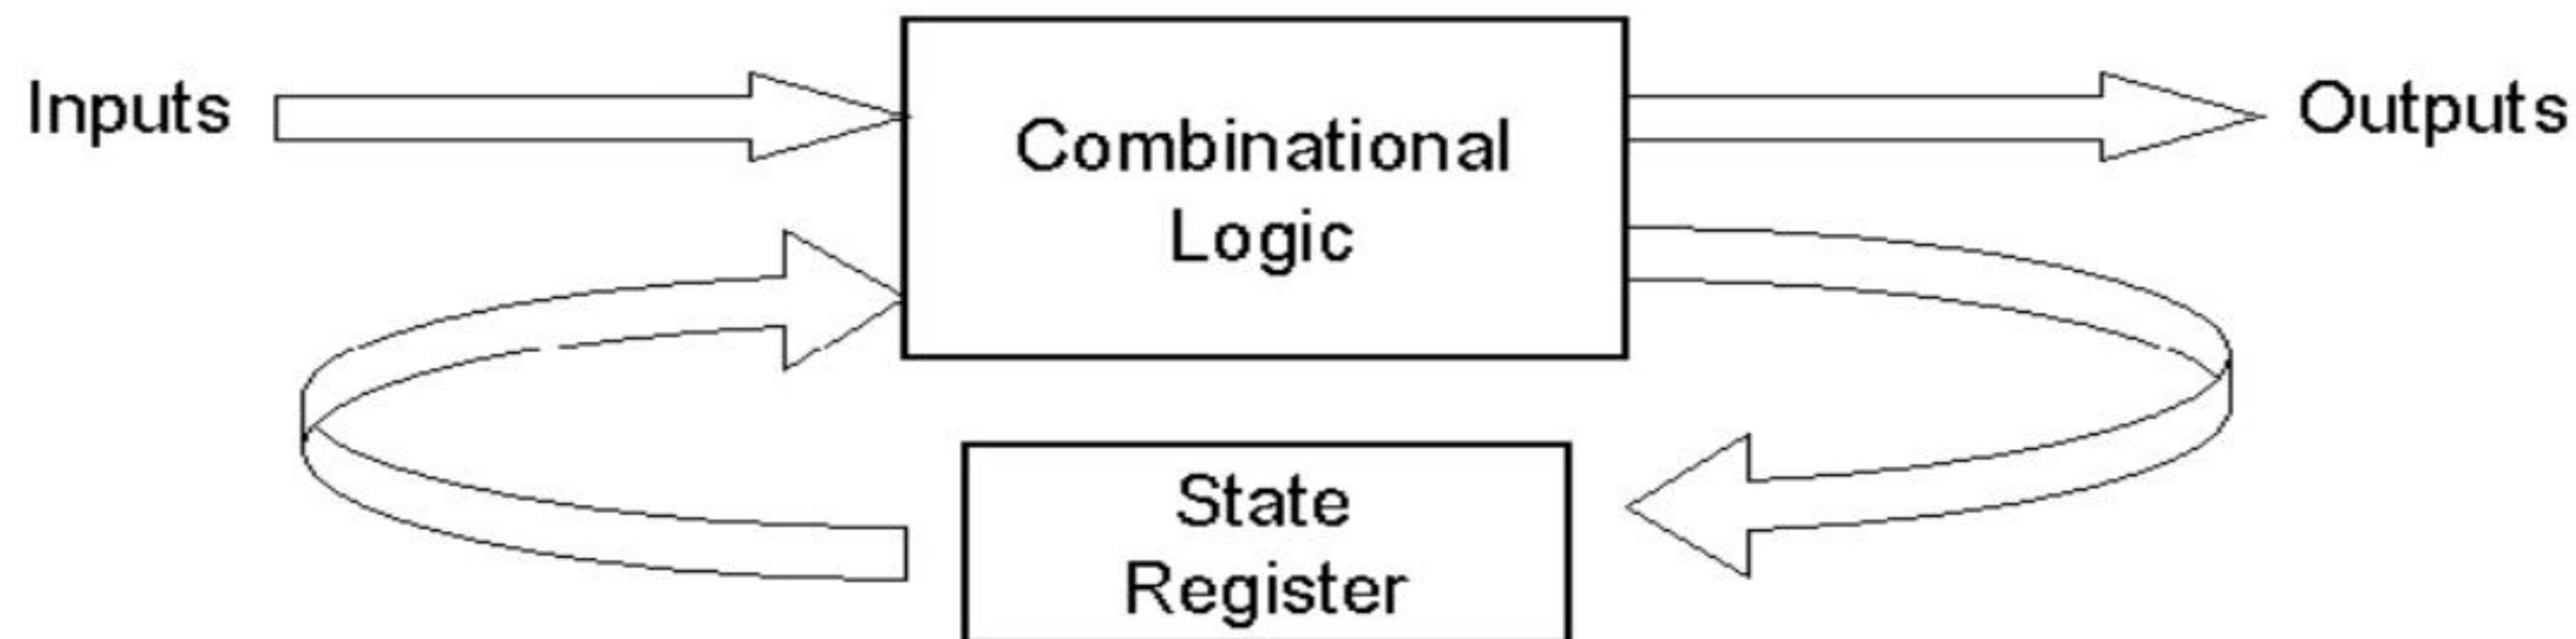 Inputs
Combinational
Logic
Outputs
State
Register